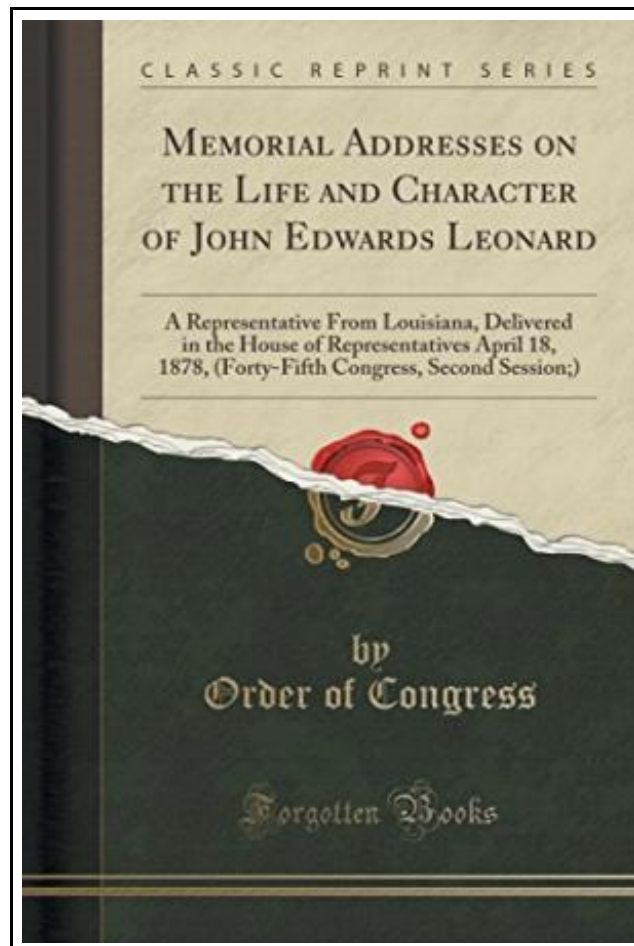 CLASSIC REPRINT SERIES
MEMORIAL ADDRESSES ON
THE LIFE AND CHARACTER
OF JOHN EDWARDS LEONARD
A Representative From Louisiana, Delivered
in the House of Representatives April 18,
1878, (Forty-Fifth Congress, Second Session;)
by
Order of Congress
Forgotten Books